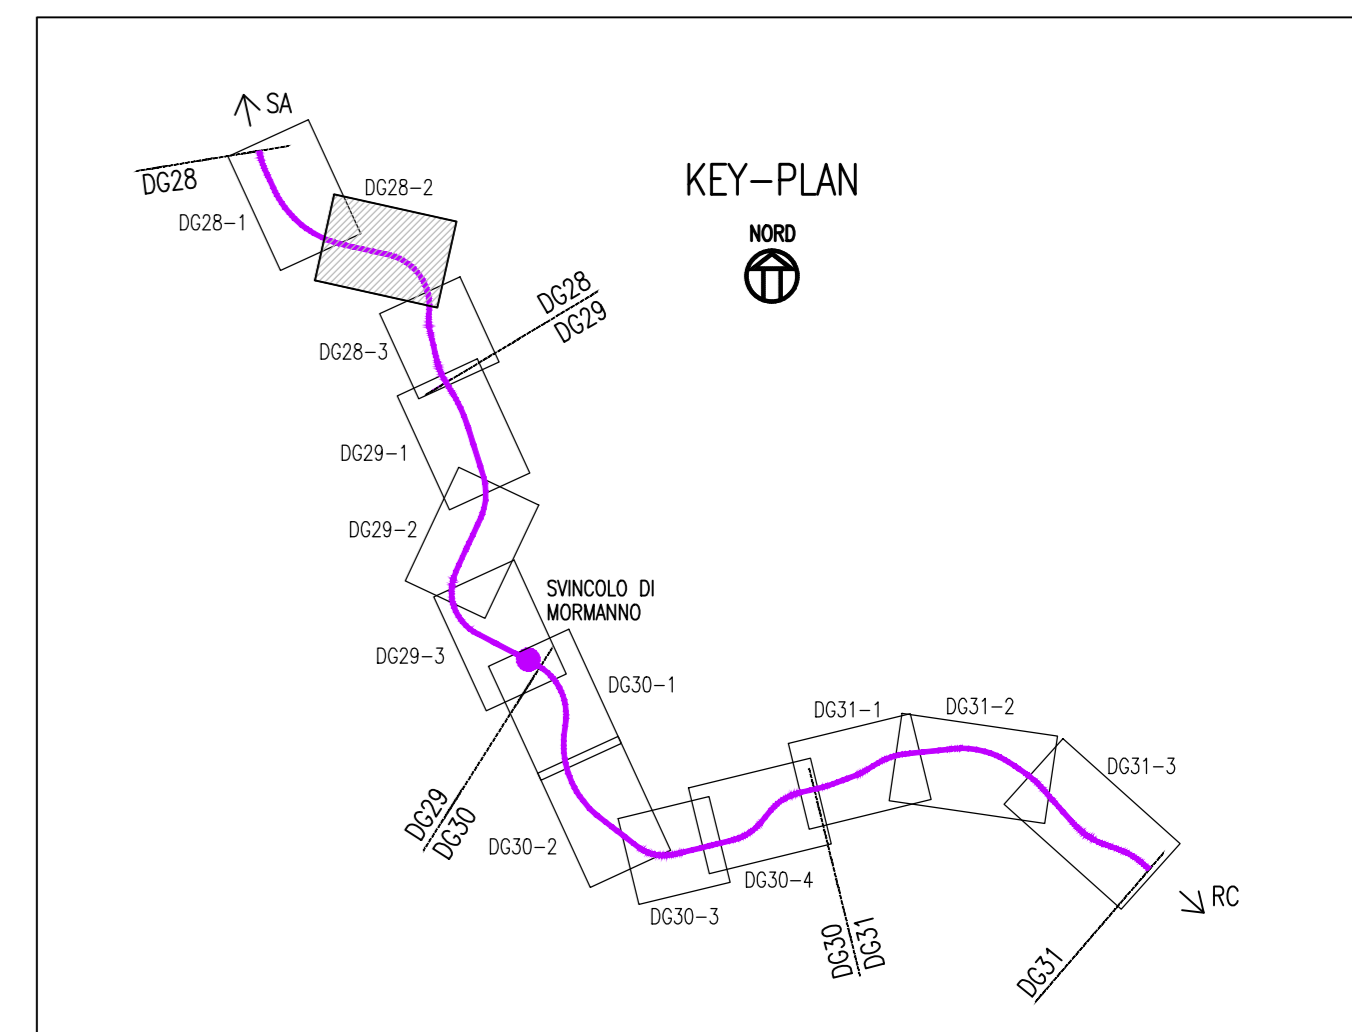 SA
DG28
DG28-1
DG28-2
KEY-PLAN
NORD
DG28
DG29
DG28-3
DG29-1
DG29-2
SVINCOLO DI
MORMANNO
DG29-3
DG30-1
DG31-1
DG31-2
DG31-3
DG29
DG30
DG30-2
DG30-4
DG30-3
RC
DG30
DG31
DG31